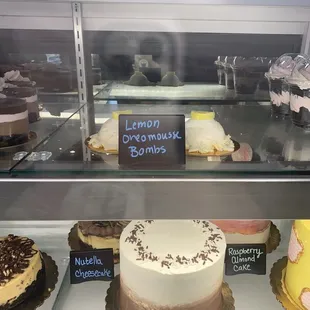 Lemon
Oreomousse
Bombs
Nutella
Cheesecake
Raspberry
Almond
Cake